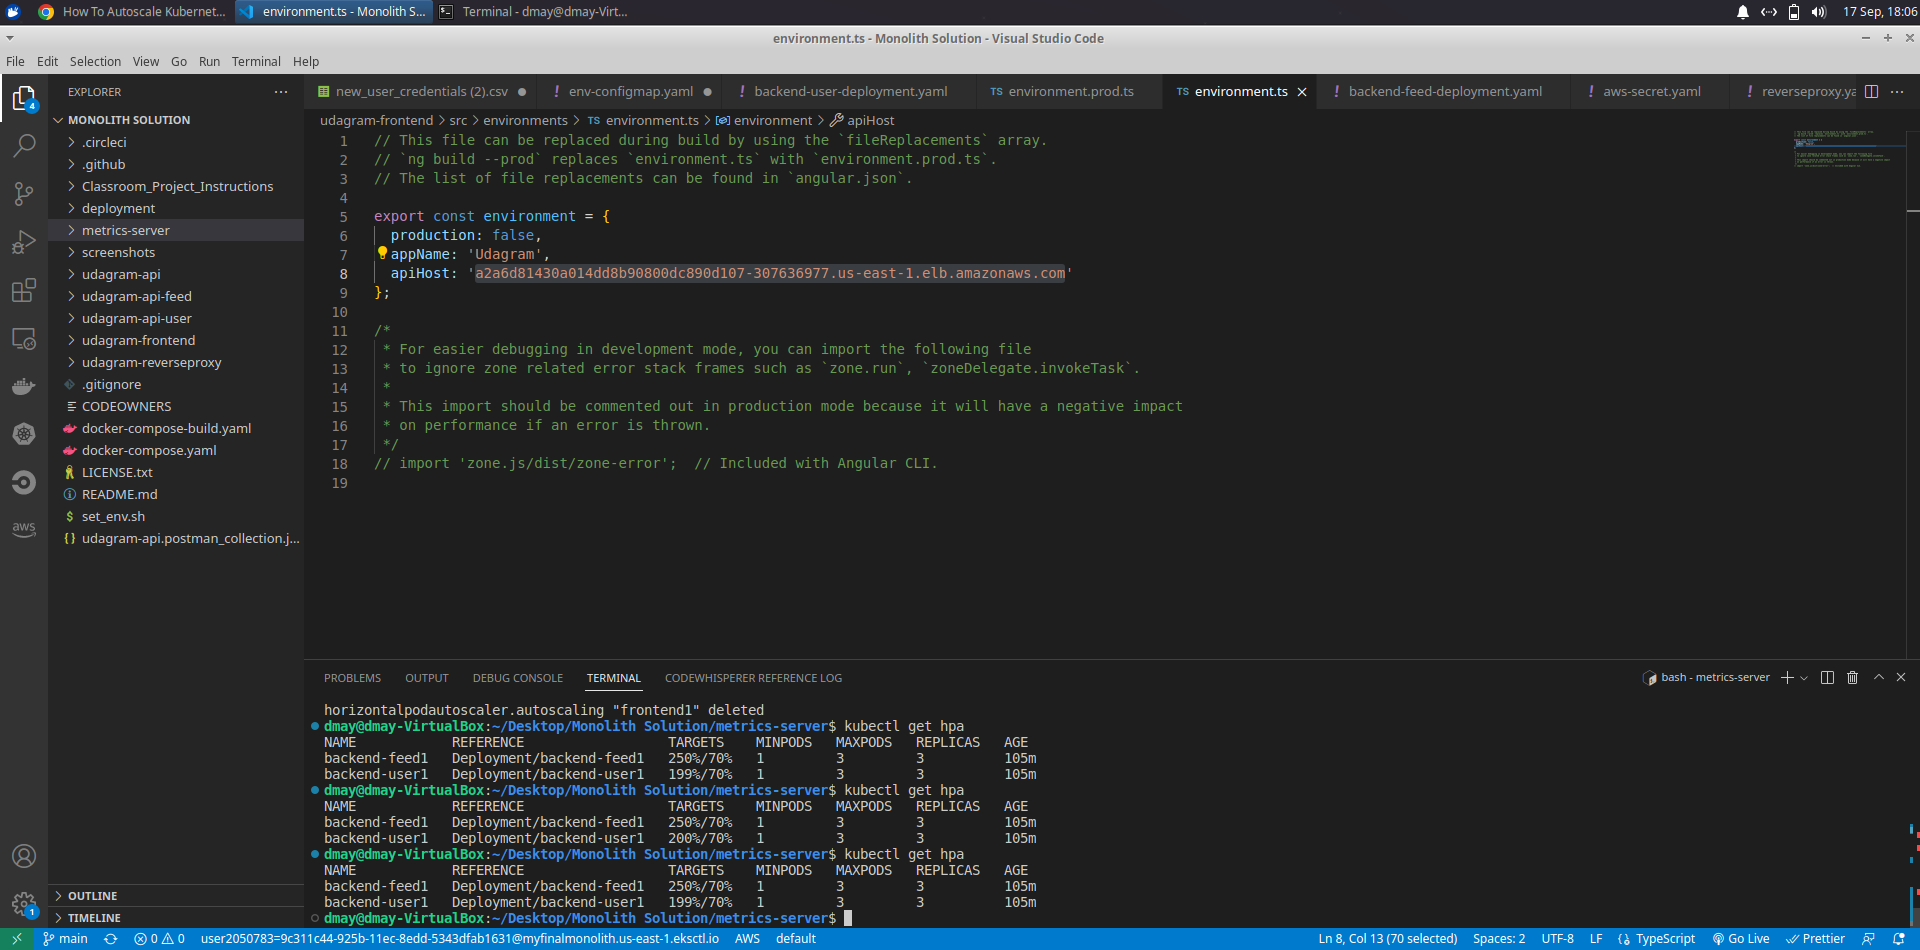 How To Autoscale Kubernet...
environment.ts - Monolith S...
Terminal - dmay@dmay-Virt...
17 Sep, 18:06
environment.ts - Monolith Solution - Visual Studio Code
File Edit Selection View Go Run Terminal Help
EXPLORER
new_user_credentials (2).csv
env-configmap.yaml
backend-user-deployment.yaml
environment.prod.ts
environment.ts
backend-feed-deployment.yaml
aws-secret.yaml
reverseproxy.ya
4
MONOLITH SOLUTION
.circleci
.github
Classroom_Project_Instructions
deployment
metrics-server
screenshots
udagram-api
udagram-api-feed
udagram-api-user
udagram-frontend
udagram-reverseproxy
.gitignore
CODEOWNERS
docker-compose-build.yaml
docker-compose.yaml
LICENSE.txt
README.md
set_env.sh
udagram-api.postman_collection.j...
aws
OUTLINE
TIMELINE
1
udagram-frontend > src > environments > TS environment.ts > environment > apiHost
1 // This file can be replaced during build by using the `fileReplacements` array.
2 // `ng build --prod` replaces `environment.ts` with `environment.prod.ts`.
3 // The list of file replacements can be found in `angular.json`.
4
5 export const environment = {
6 production: false,
7 appName: 'Udagram',
8 apiHost: 'a2a6d81430a014dd8b90800dc890d107-307636977.us-east-1.elb.amazonaws.com'
9 };
10
11 /*
12 * For easier debugging in development mode, you can import the following file
13 * to ignore zone related error stack frames such as `zone.run`, `zoneDelegate.invokeTask`.
14 *
15 * This import should be commented out in production mode because it will have a negative impact
16 * on performance if an error is thrown.
17 */
18 // import 'zone.js/dist/zone-error';  // Included with Angular CLI.
19
PROBLEMS OUTPUT DEBUG CONSOLE TERMINAL CODEWHISPERER REFERENCE LOG
bash - metrics-server
horizontalpodautoscaler.autoscaling "frontend1" deleted
dmay@dmay-VirtualBox:~/Desktop/Monolith Solution/metrics-server$ kubectl get hpa
NAME REFERENCE TARGETS MINPODS MAXPODS REPLICAS AGE
backend-feed1 Deployment/backend-feed1 250%/70% 1 3 3 105m
backend-user1 Deployment/backend-user1 199%/70% 1 3 3 105m
dmay@dmay-VirtualBox:~/Desktop/Monolith Solution/metrics-server$ kubectl get hpa
NAME REFERENCE TARGETS MINPODS MAXPODS REPLICAS AGE
backend-feed1 Deployment/backend-feed1 250%/70% 1 3 3 105m
backend-user1 Deployment/backend-user1 200%/70% 1 3 3 105m
dmay@dmay-VirtualBox:~/Desktop/Monolith Solution/metrics-server$ kubectl get hpa
NAME REFERENCE TARGETS MINPODS MAXPODS REPLICAS AGE
backend-feed1 Deployment/backend-feed1 250%/70% 1 3 3 105m
backend-user1 Deployment/backend-user1 199%/70% 1 3 3 105m
dmay@dmay-VirtualBox:~/Desktop/Monolith Solution/metrics-server$
main 0 0 user2050783=9c311c44-925b-11ec-8edd-5343dfab1631@myfinalmonolith.us-east-1.eksctl.io AWS default
Ln 8, Col 13 (70 selected) Spaces: 2 UTF-8 LF {} TypeScript Go Live Prettier